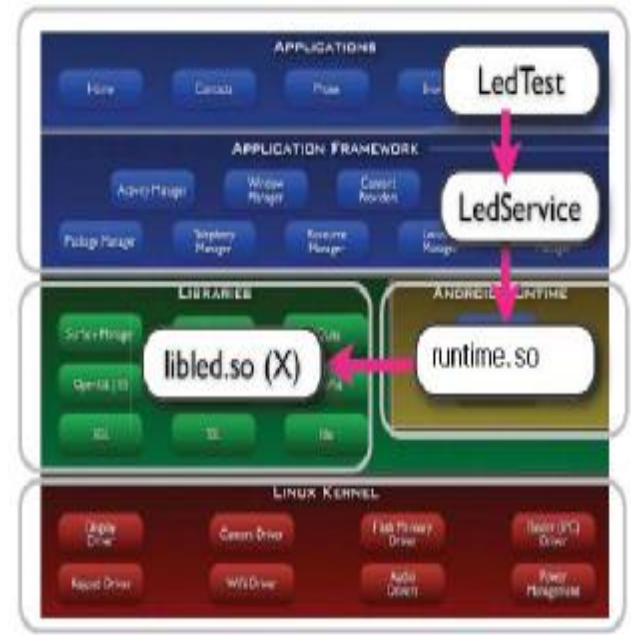 APPLICATIONS
Home Contacts Phone LedTest
APPLICATION FRAMEWORK
Activity Manager Window Manager Content Providers
LedService
Package Manager Telephony Manager Resource Manager Manager
LIBRARIES ANDROID RUNTIME
Surface Manager
libled.so (X) runtime.so
OpenGL | ES
SGL SSL libc
LINUX KERNEL
Display Driver Camera Driver Flash Memory Driver Binder (IPC) Driver
Keypad Driver WiFi Driver Audio Drivers Power Management